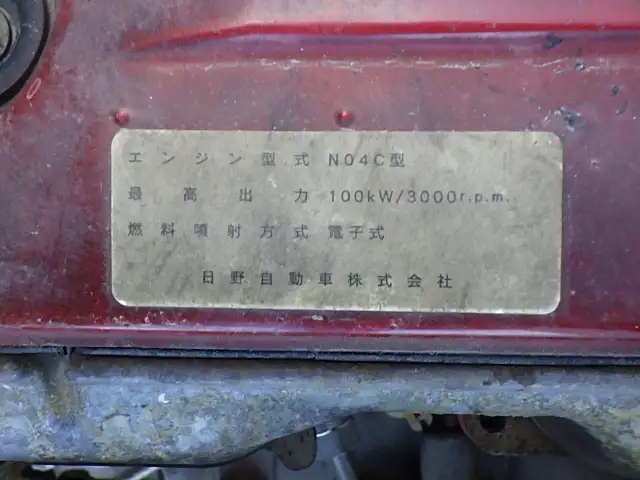 エンジン型式 N04C型
最高出力 100kW/3000r.p.m.
燃料噴射方式 電子式
日野自動車株式会社